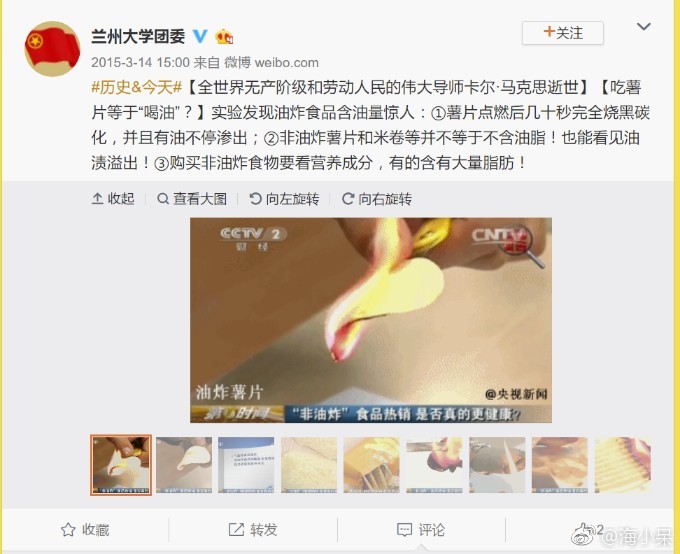 兰州大学团委
+关注
2015-3-14 15:00 来自 微博 weibo.com
#历史&今天#【全世界无产阶级和劳动人民的伟大导师卡尔·马克思逝世】【吃薯
片等于“喝油”？】实验发现油炸食品含油量惊人：①薯片点燃后几十秒完全烧黑碳
化，并且有油不停渗出；②非油炸薯片和米卷等并不等于不含油脂！也能看见油
渍溢出！③购买非油炸食物要看营养成分，有的含有大量脂肪！
收起 查看大图 向左旋转 向右旋转
CCTV 2
财经
CNTV
油炸薯片
@央视新闻
第 时间 “非油炸”食品热销 是否真的更健康?
收藏 转发 评论 2
@海小呆